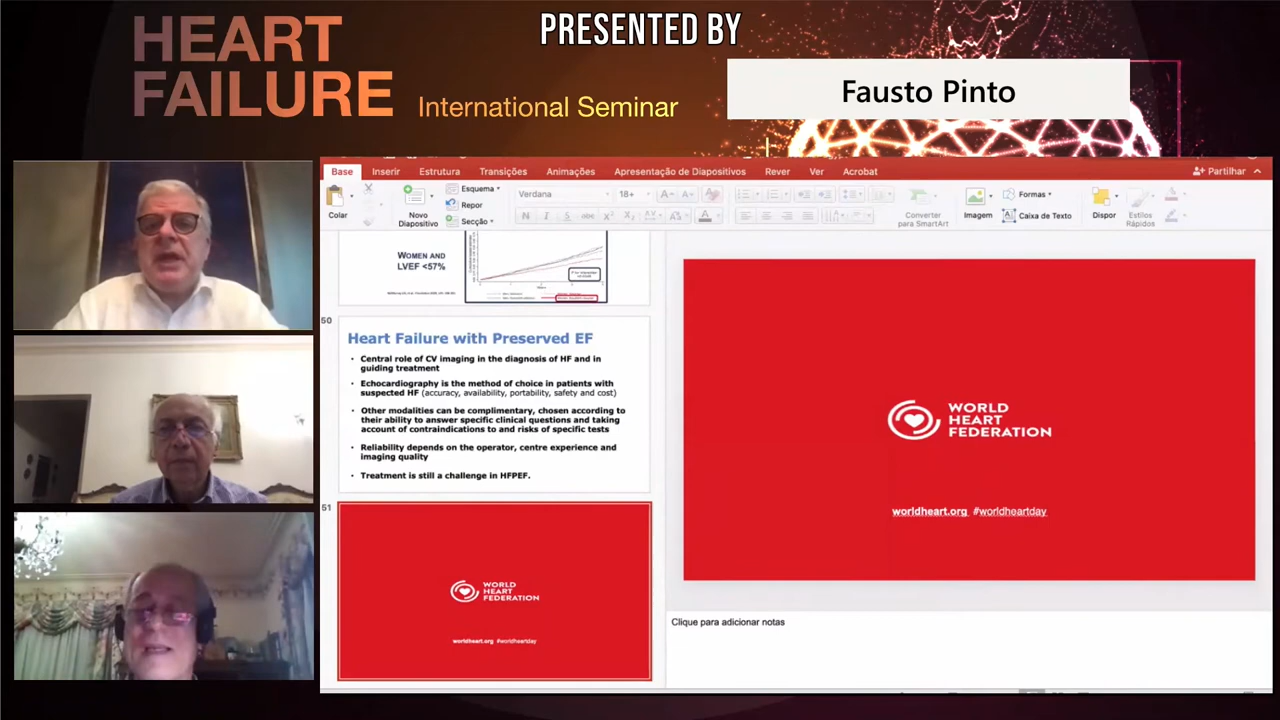 HEART
FAILURE
International Seminar
PRESENTED BY
Fausto Pinto
Base Inserir Estrutura Transições Animações Apresentação de Diapositivos Rever Ver Acrobat Partilhar
Colar
Novo
Diapositivo
Esquema
Repor
Secção
Verdana 18+
Converter
para SmartArt
Imagem
Formas
Caixa de Texto
Dispor
Estilos
Rápidos
WOMEN AND
LVEF <57%
50
Heart Failure with Preserved EF
• Central role of CV imaging in the diagnosis of HF and in
guiding treatment
• Echocardiography is the method of choice in patients with
suspected HF (accuracy, availability, portability, safety and cost)
• Other modalities can be complimentary, chosen according to
their ability to answer specific clinical questions and taking
account of contraindications to and risks of specific tests
• Reliability depends on the operator, centre experience and
imaging quality
• Treatment is still a challenge in HFPEF.
51
WORLD
HEART
FEDERATION
worldheart.org #worldheartday
WORLD
HEART
FEDERATION
worldheart.org #worldheartday
Clique para adicionar notas